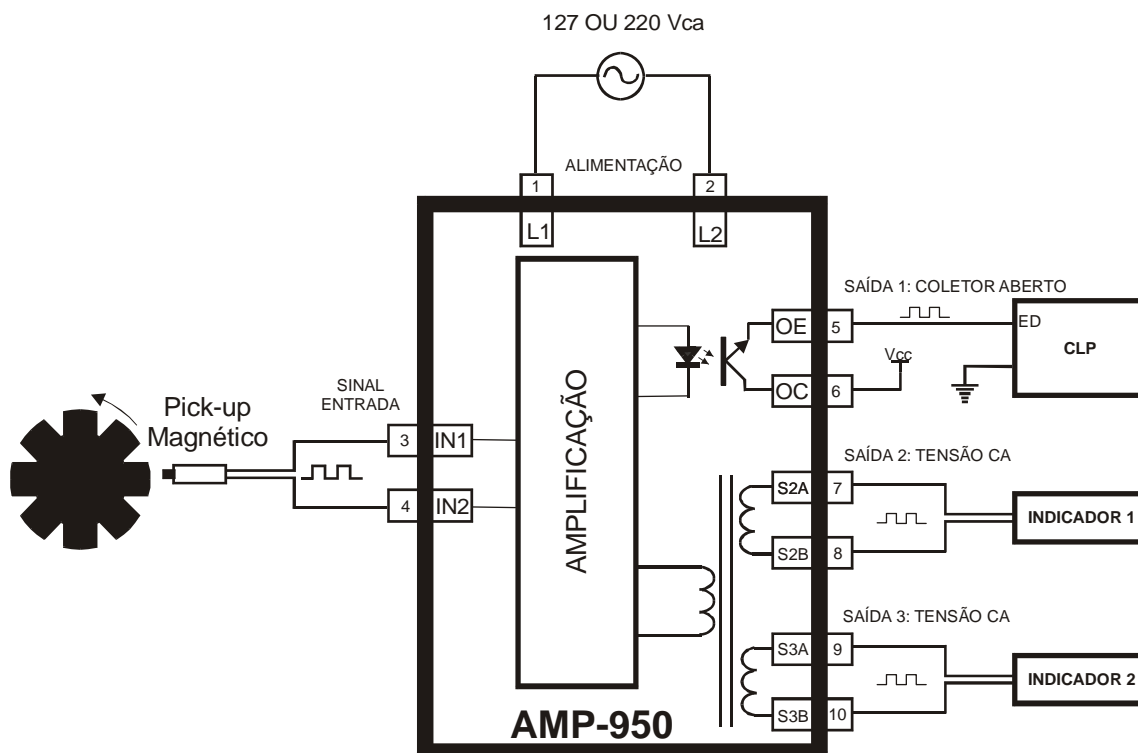 127 OU 220 Vca
ALIMENTAÇÃO
1
2
L1
L2
SAÍDA 1: COLETOR ABERTO
OE
5
ED
CLP
Vcc
OC
6
SINAL
ENTRADA
Pick-up
Magnético
3
IN1
4
IN2
AMPLIFICAÇÃO
SAÍDA 2: TENSÃO CA
S2A
7
INDICADOR 1
S2B
8
SAÍDA 3: TENSÃO CA
S3A
9
INDICADOR 2
S3B
10
AMP-950